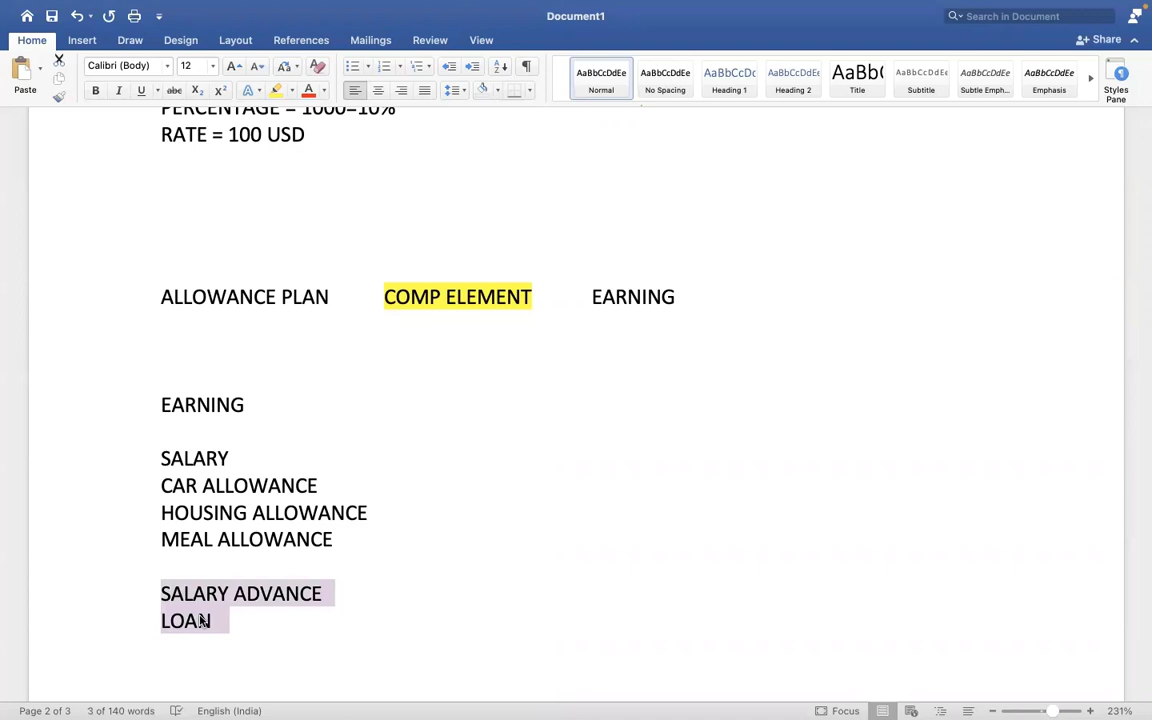 Document1
Search in Document
Home Insert Draw Design Layout References Mailings Review View
Share
Paste
Calibri (Body) 12
AaBbCcDdEe Normal
AaBbCcDdEe No Spacing
AaBbCcDc Heading 1
AaBbCcDdEe Heading 2
AaBb( Title
AaBbCcDdEe Subtitle
AaBbCcDdEe Subtle Emph...
AaBbCcDdEe Emphasis
Styles Pane
PERCENTAGE = 1000=10%
RATE = 100 USD
ALLOWANCE PLAN COMP ELEMENT EARNING
EARNING
SALARY
CAR ALLOWANCE
HOUSING ALLOWANCE
MEAL ALLOWANCE
SALARY ADVANCE
LOAN
Page 2 of 3 3 of 140 words English (India) Focus 231%